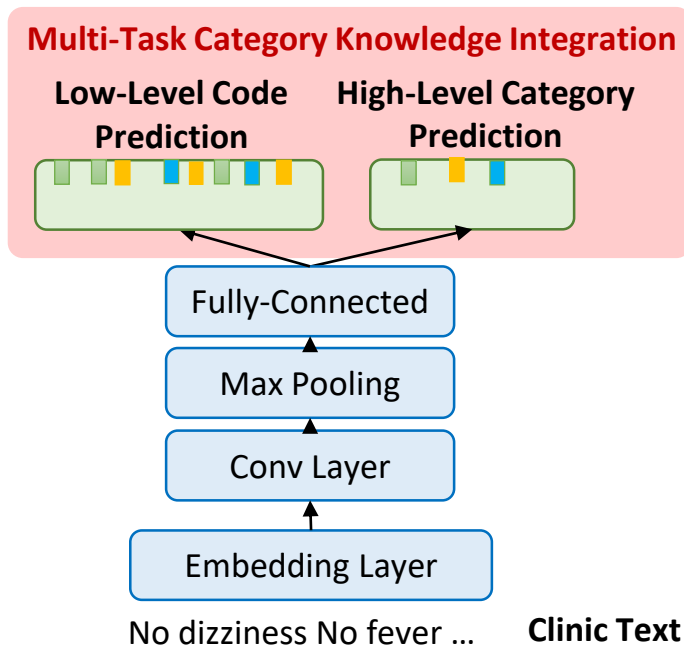 Multi-Task Category Knowledge Integration
Low-Level Code
Prediction
High-Level Category
Prediction
Fully-Connected
Max Pooling
Conv Layer
Embedding Layer
No dizziness No fever ...
Clinic Text